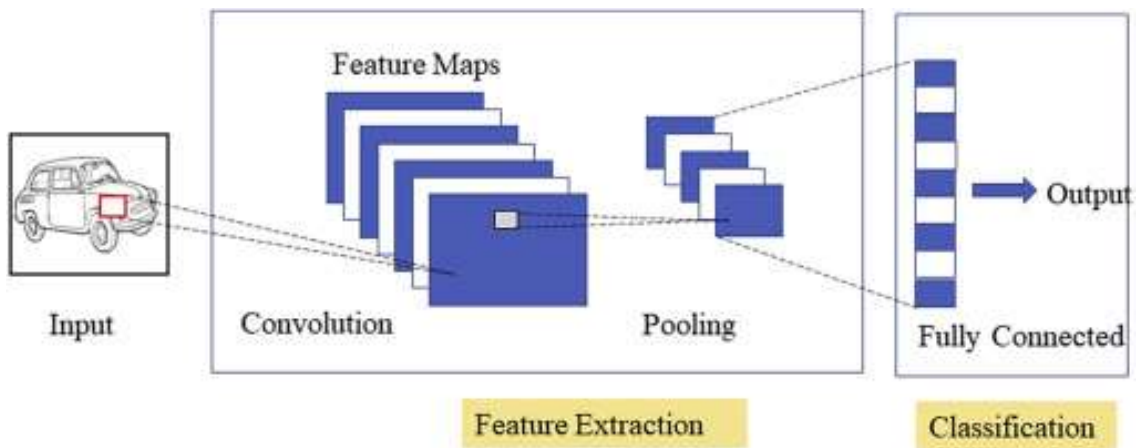 Feature Maps
Output
Input
Convolution
Pooling
Fully Connected
Feature Extraction
Classification